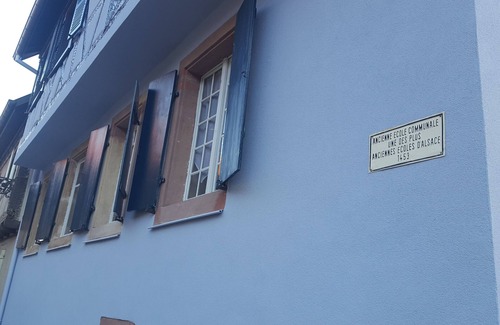 ANCIENNE ECOLE COMMUNALE
UNE DES PLUS
ANCIENNES ECOLES D'ALSACE
1453